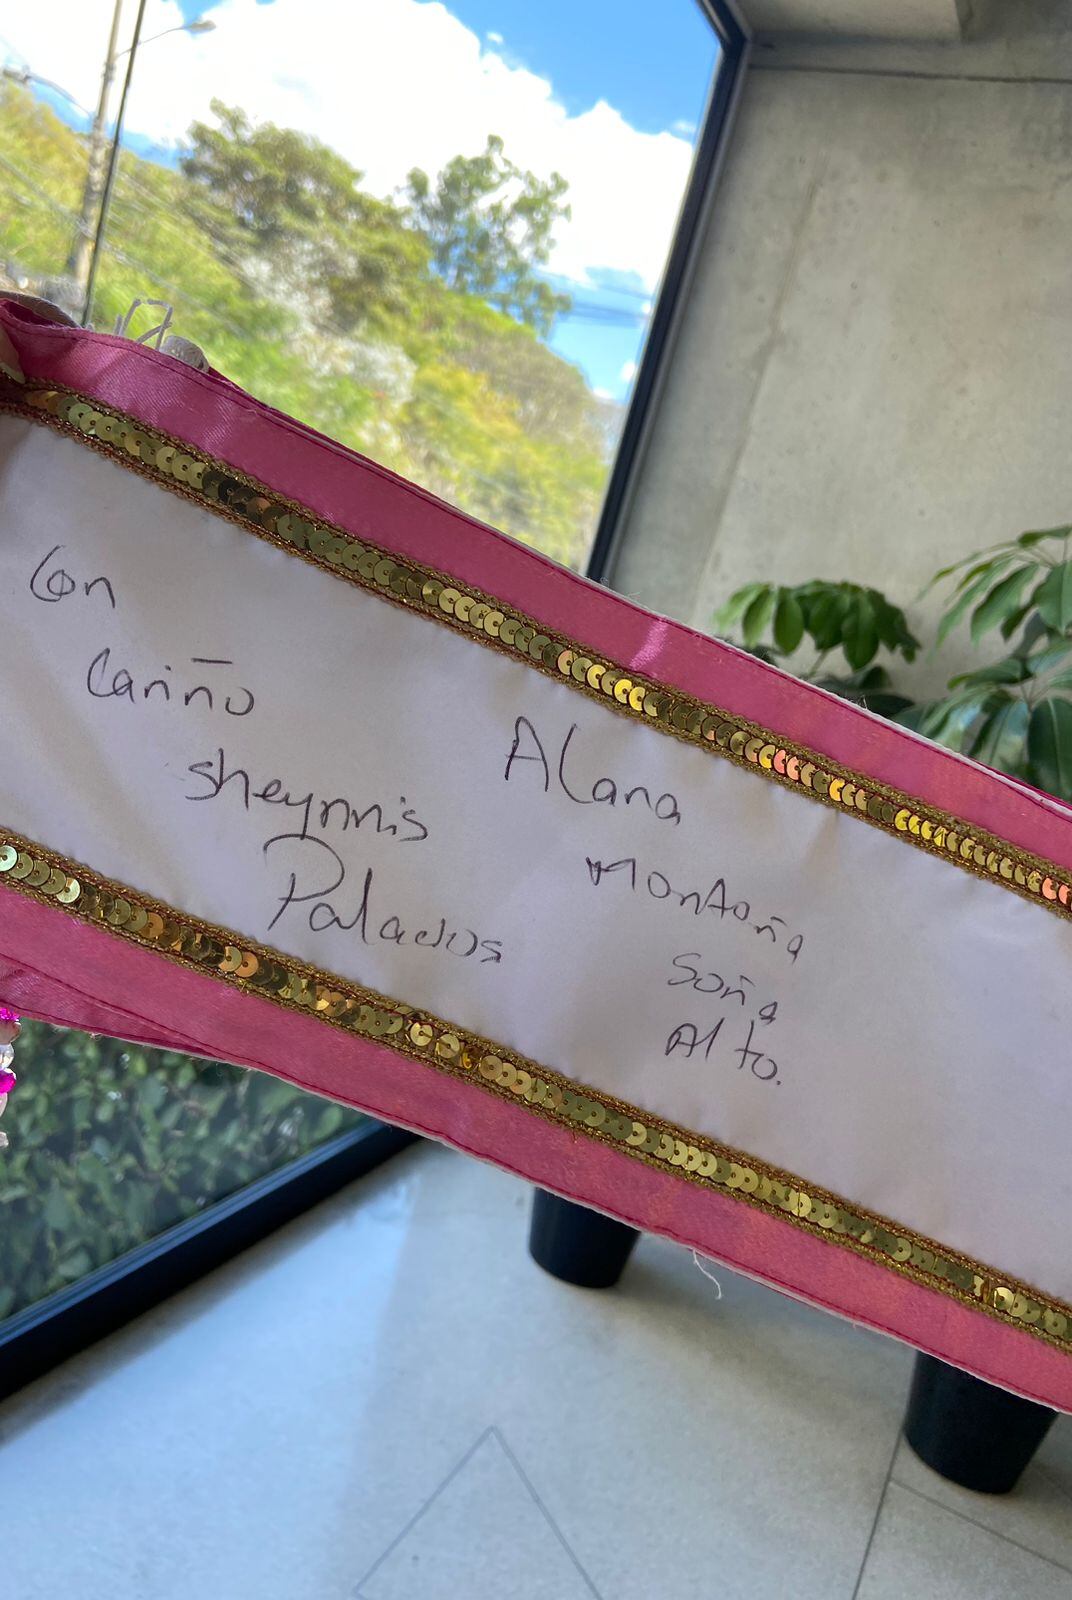 Con
Cariño
Sheynnis
Palacios
Alana
Montaña
Soña
Alto.